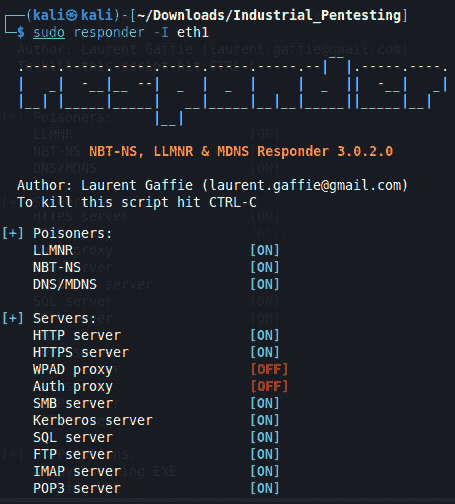 (kali㉿kali)-[~/Downloads/Industrial_Pentesting]
$ sudo responder -I eth1
NBT-NS, LLMNR & MDNS Responder 3.0.2.0
Author: Laurent Gaffie (laurent.gaffie@gmail.com)
To kill this script hit CTRL-C
[+] Poisoners:
LLMNR [ON]
NBT-NS [ON]
DNS/MDNS [ON]
[+] Servers:
HTTP server [ON]
HTTPS server [ON]
WPAD proxy [OFF]
Auth proxy [OFF]
SMB server [ON]
Kerberos server [ON]
SQL server [ON]
FTP server [ON]
IMAP server [ON]
POP3 server [ON]